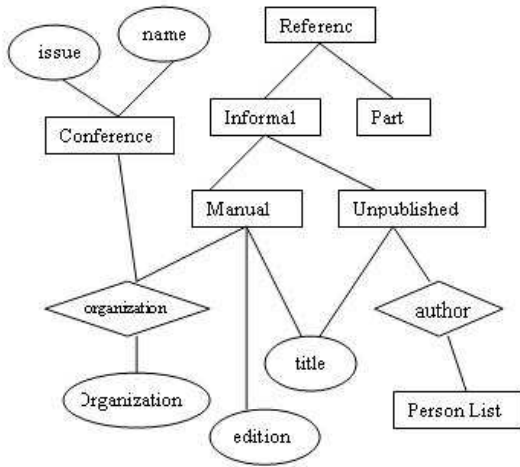 name
Referenc
issue
Informal
Part
Conference
Manual
Unpublished
organization
author
title
Organization
Person List
edition